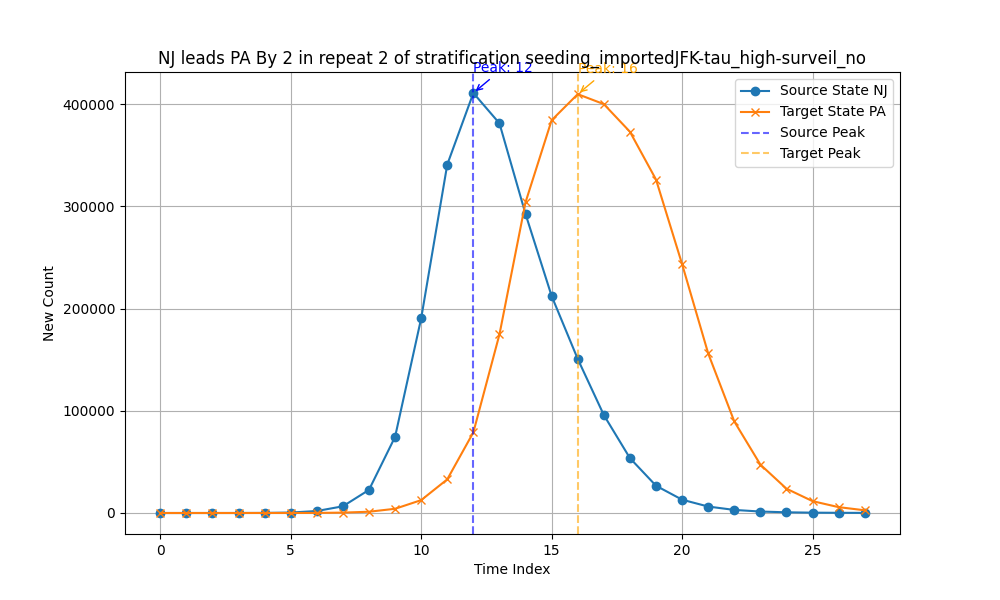 NJ leads PA By 2 in repeat 2 of stratification seeding_importedJFK-tau_high-surveil_no
Peak: 12
Peak: 16
Source State NJ
Target State PA
Source Peak
Target Peak
400000
300000
200000
100000
0
New Count
0 5 10 15 20 25
Time Index